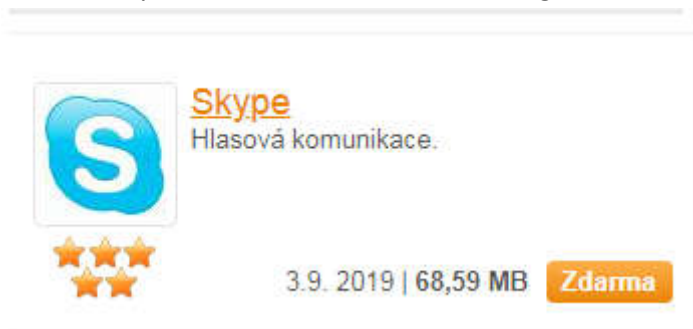 Skype
Hlasová komunikace.
S
3.9. 2019 | 68,59 MB Zdarma